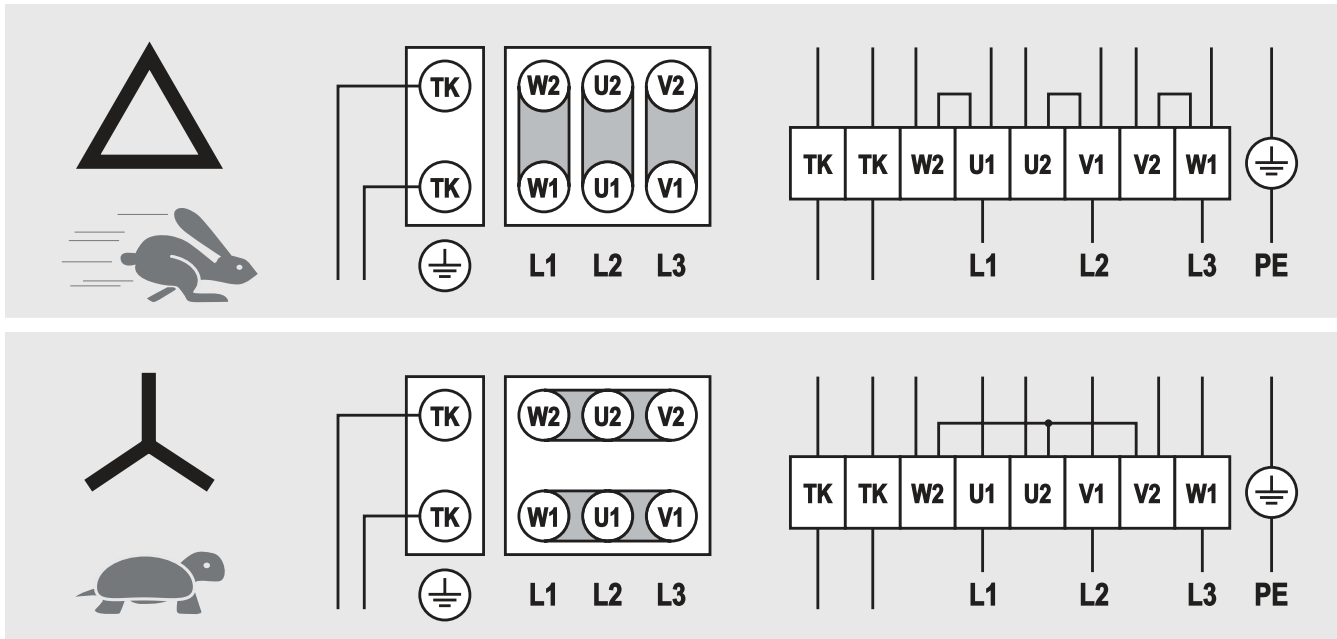 TK W2 U2 V2
TK W1 U1 V1
L1 L2 L3
TK TK W2 U1 U2 V1 V2 W1
L1 L2 L3 PE
TK W2 U2 V2
TK W1 U1 V1
L1 L2 L3
TK TK W2 U1 U2 V1 V2 W1
L1 L2 L3 PE